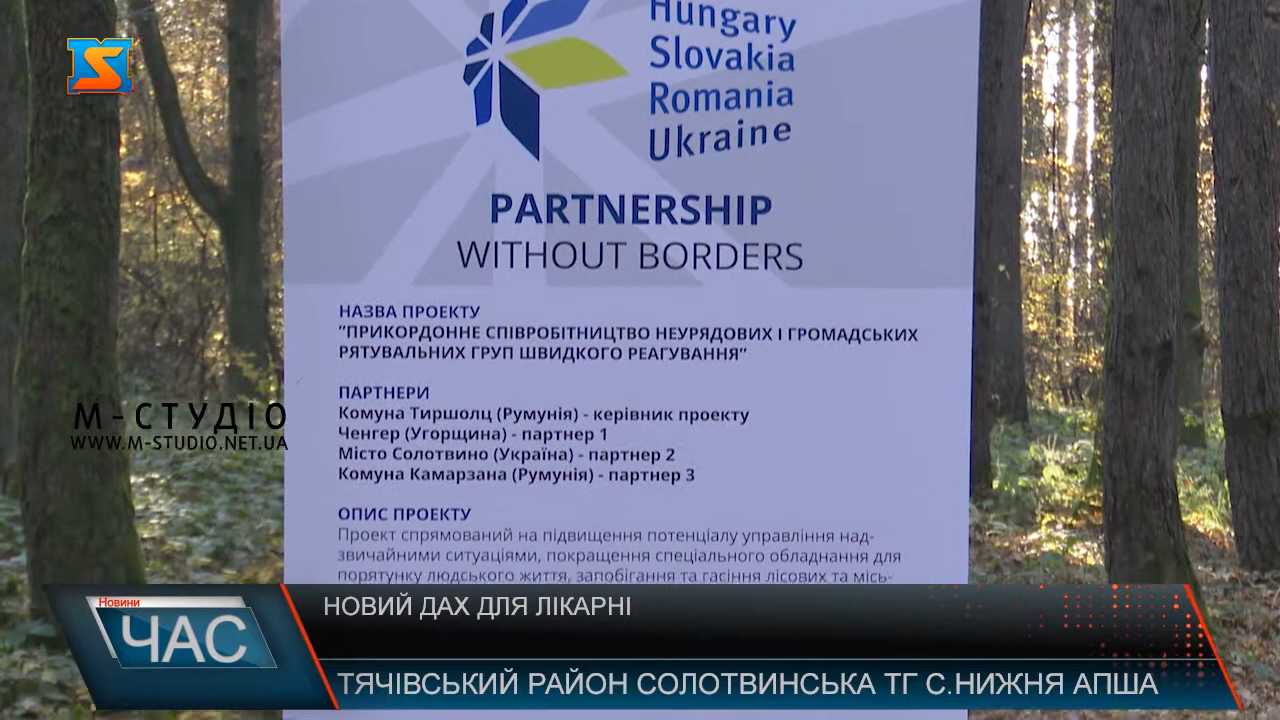 Hungary
Slovakia
Romania
Ukraine
PARTNERSHIP
WITHOUT BORDERS
НАЗВА ПРОЕКТУ
"ПРИКОРДОННЕ СПІВРОБІТНИЦТВО НЕУРЯДОВИХ І ГРОМАДСЬКИХ
РЯТУВАЛЬНИХ ГРУП ШВИДКОГО РЕАГУВАННЯ"
ПАРТНЕРИ
Комуна Тиршолц (Румунія) - керівник проекту
Ченгер (Угорщина) - партнер 1
Місто Солотвино (Україна) - партнер 2
Комуна Камарзана (Румунія) - партнер 3
ОПИС ПРОЕКТУ
Проект спрямований на підвищення потенціалу управління над-
звичайними ситуаціями, покращення спеціального обладнання для
порятунку людського життя, запобігання та гасіння лісових та місь-
М-СТУДІО
WWW.M-STUDIO.NET.UA
Новини
ЧАС
НОВИЙ ДАХ ДЛЯ ЛІКАРНІ
ТЯЧІВСЬКИЙ РАЙОН СОЛОТВИНСЬКА ТГ С.НИЖНЯ АПША